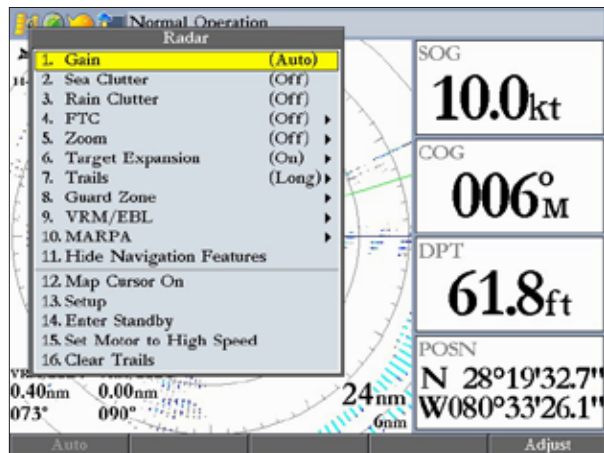 Normal Operation
Radar
1. Gain (Auto)
2. Sea Clutter (Off)
3. Rain Clutter (Off)
4. FTC (Off)
5. Zoom (Off)
6. Target Expansion (On)
7. Trails (Long)
8. Guard Zone
9. VRM/EBL
10. MARPA
11. Hide Navigation Features
12. Map Cursor On
13. Setup
14. Enter Standby
15. Set Motor to High Speed
16. Clear Trails
0.40nm 0.00nm
073° 090°
24nm
6nm
SOG
10.0kt
COG
006°M
DPT
61.8ft
POSN
N 28°19'32.7"
W080°33'26.1"
Auto Adjust